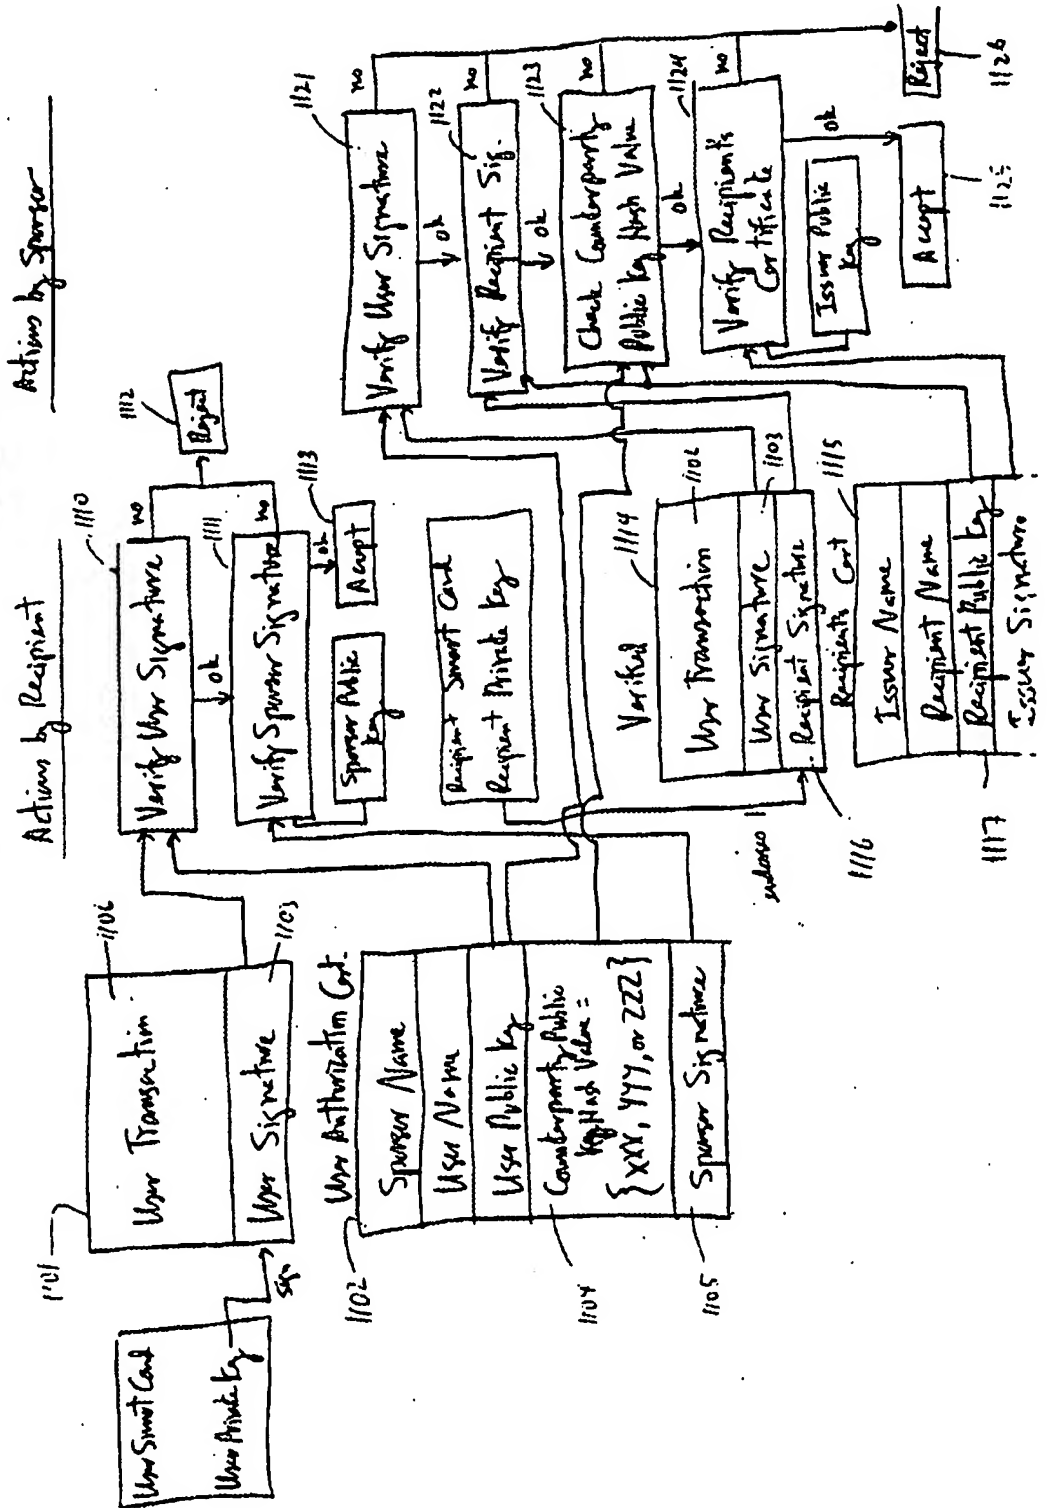 Actions by Recipient
Actions by Sponsor
User Smart Card
User Private Key
sign
1101
User Transaction
1106
User Signature
1103
User Authorization Cert.
1102
Sponsor Name
User Name
User Public Key
Counterparty Public
Key Hash Value =
{XXX, YYY, or ZZZ}
1104
Sponsor Signature
1105
1110
Verify User Signature
no
ok
1111
Verify Sponsor Signature
no
ok
1112
Reject
1113
Accept
Sponsor Public
Key
Recipient Smart Card
Recipient Private Key
Verified
1114
User Transaction
1102
User Signature
1103
Recipient Signature
1116
Recipients Cert
1115
Issuer Name
Recipient Name
Recipient Public Key
1117
Issuer Signature
1121
Verify User Signature
no
ok
1122
Verify Recipient Sig.
no
ok
1123
Check Counterparty
Public Key Hash Value
no
ok
1124
Verify Recipients
Certificate
no
ok
Issuer Public
Key
Accept
1125
Reject
1126